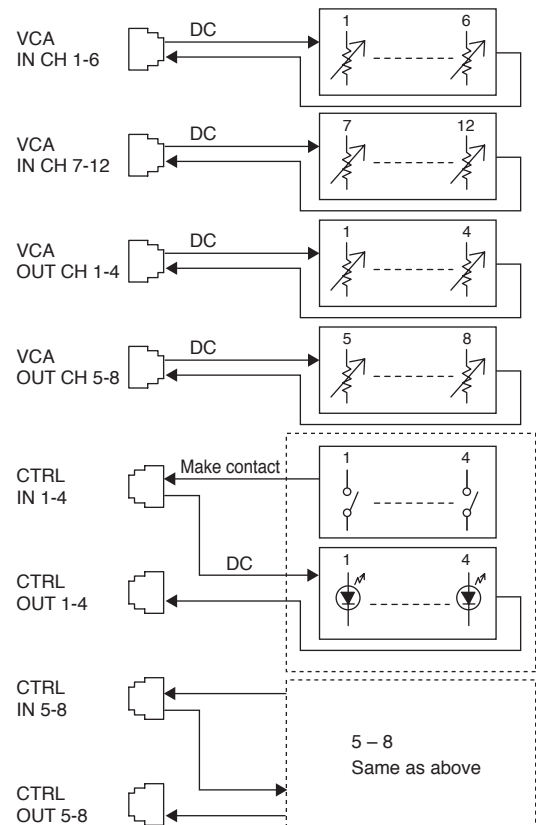 VCA
IN CH 1-6
DC
1
6
VCA
IN CH 7-12
DC
7
12
VCA
OUT CH 1-4
DC
1
4
VCA
OUT CH 5-8
DC
5
8
CTRL
IN 1-4
Make contact
1
4
DC
1
4
CTRL
OUT 1-4
CTRL
IN 5-8
5 – 8
Same as above
CTRL
OUT 5-8